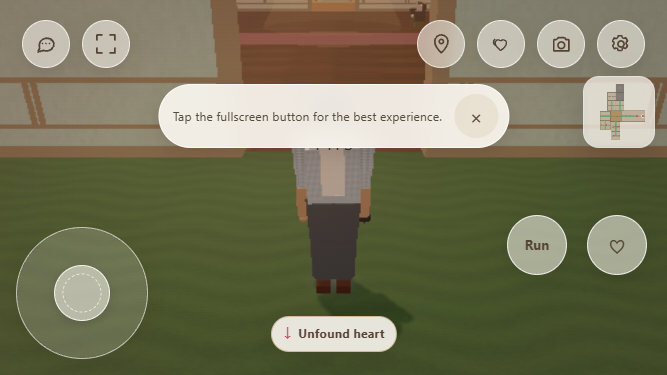 Tap the fullscreen button for the best experience.
Run
Unfound heart